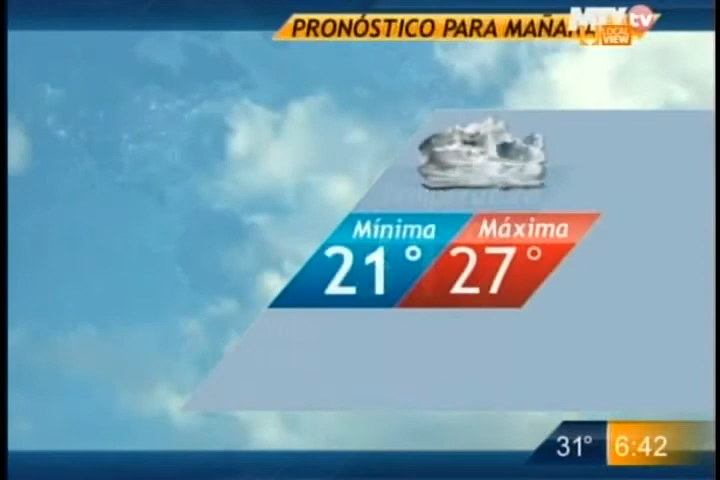 PRONÓSTICO PARA MAÑANA
MTY tv
LOCAL
VIEW
Mínima
Máxima
21°
27°
31°
6:42